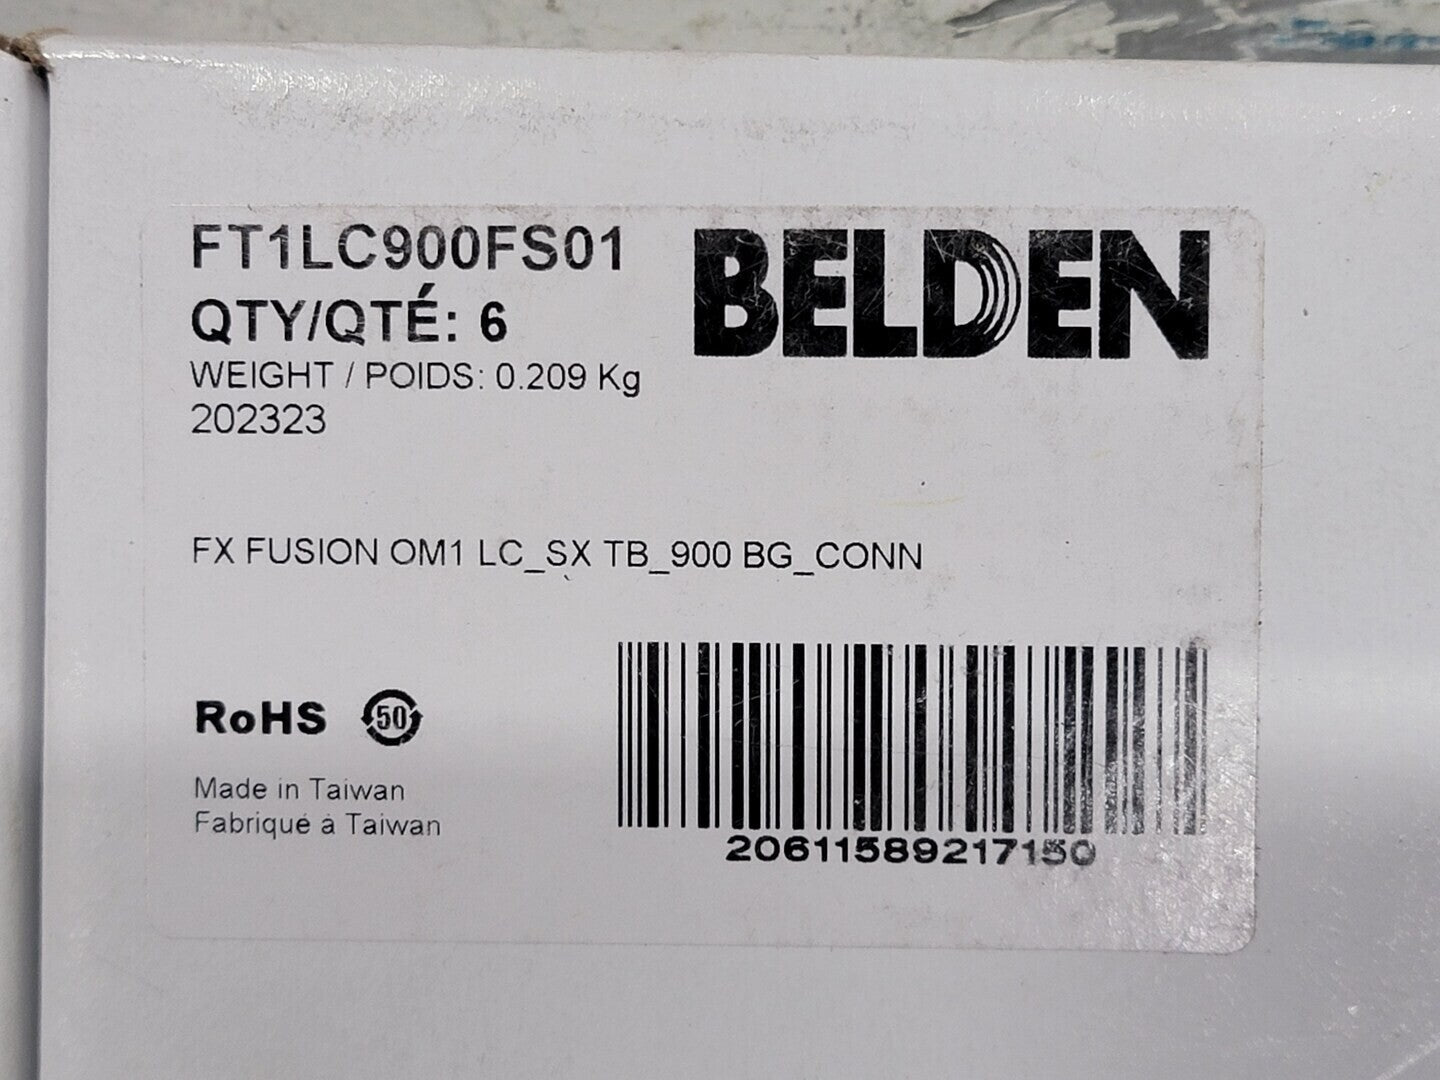 FT1LC900FS01
BELDEN
QTY/QTÉ: 6
WEIGHT / POIDS: 0.209 Kg
202323
FX FUSION OM1 LC_SX TB_900 BG_CONN
RoHS 50
Made in Taiwan
Fabriqué à Taiwan
20611589217150